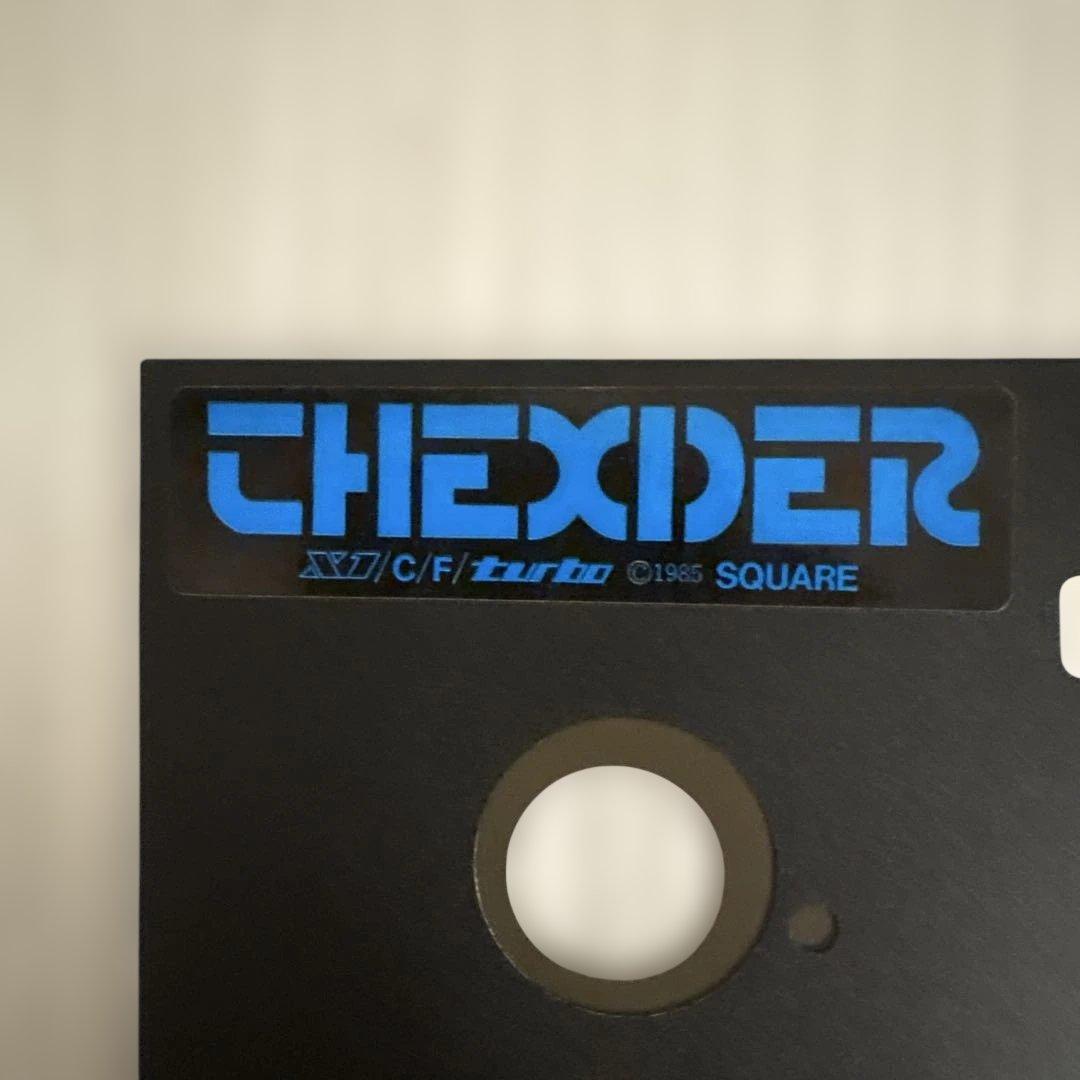 THEXDER
X1/C/F/turbo ©1985 SQUARE